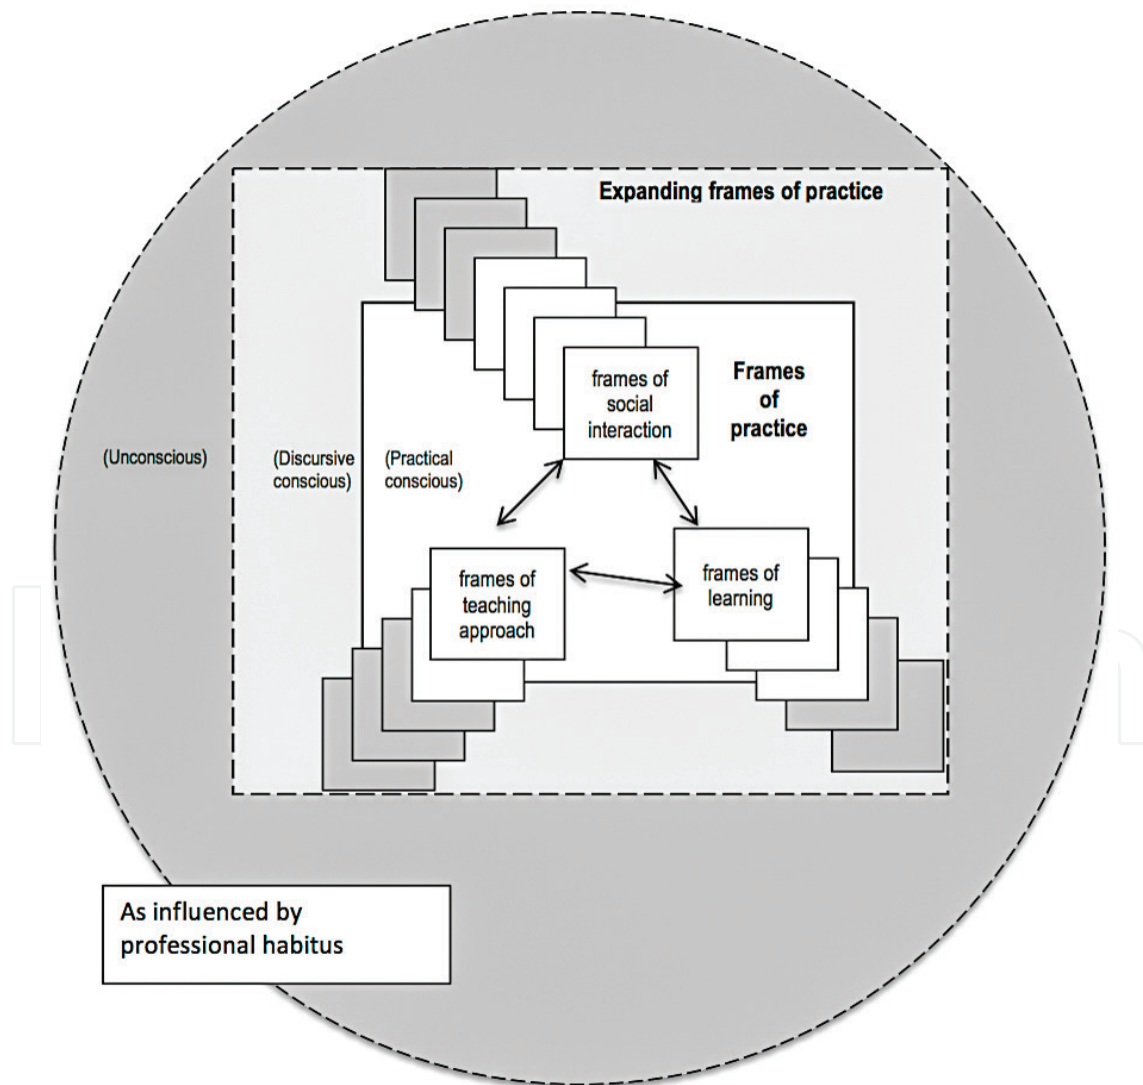 Expanding frames of practice
frames of
social
interaction
Frames
of
practice
(Unconscious)
(Discursive
conscious)
(Practical
conscious)
frames of
teaching
approach
frames of
learning
As influenced by
professional habitus